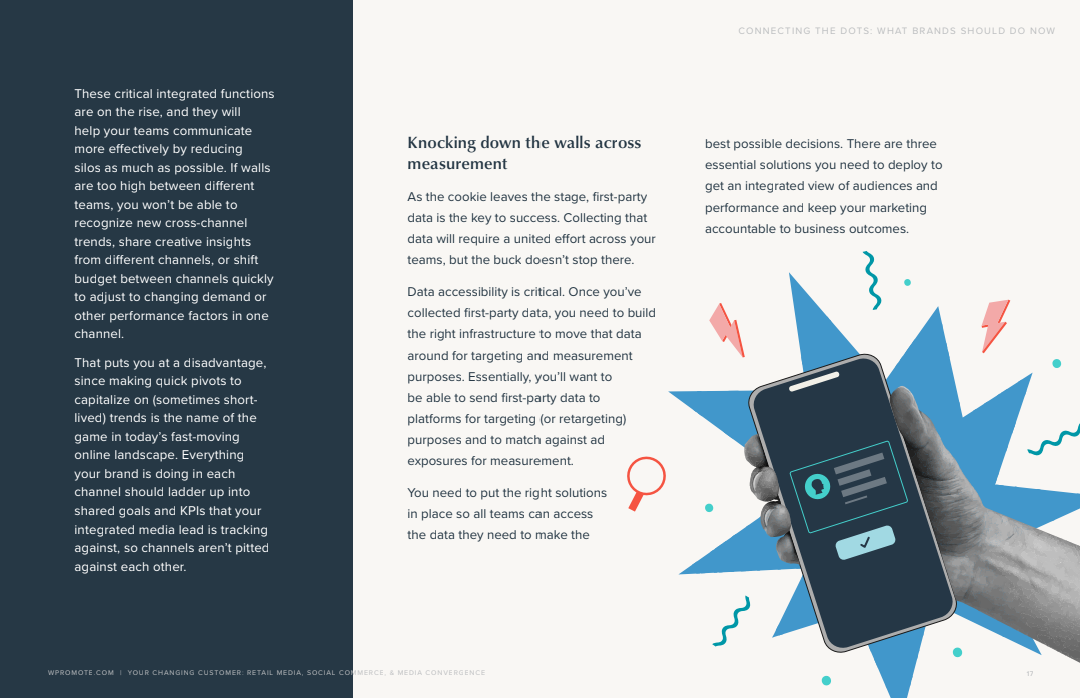 CONNECTING THE DOTS: WHAT BRANDS SHOULD DO NOW
These critical integrated functions
are on the rise, and they will
help your teams communicate
more effectively by reducing
silos as much as possible. If walls
are too high between different
teams, you won’t be able to
recognize new cross-channel
trends, share creative insights
from different channels, or shift
budget between channels quickly
to adjust to changing demand or
other performance factors in one
channel.
That puts you at a disadvantage,
since making quick pivots to
capitalize on (sometimes short-
lived) trends is the name of the
game in today’s fast-moving
online landscape. Everything
your brand is doing in each
channel should ladder up into
shared goals and KPIs that your
integrated media lead is tracking
against, so channels aren’t pitted
against each other.
Knocking down the walls across
measurement
As the cookie leaves the stage, first-party
data is the key to success. Collecting that
data will require a united effort across your
teams, but the buck doesn’t stop there.
Data accessibility is critical. Once you’ve
collected first-party data, you need to build
the right infrastructure to move that data
around for targeting and measurement
purposes. Essentially, you’ll want to
be able to send first-party data to
platforms for targeting (or retargeting)
purposes and to match against ad
exposures for measurement.
You need to put the right solutions
in place so all teams can access
the data they need to make the
best possible decisions. There are three
essential solutions you need to deploy to
get an integrated view of audiences and
performance and keep your marketing
accountable to business outcomes.
WPROMOTE.COM | YOUR CHANGING CUSTOMER: RETAIL MEDIA, SOCIAL COMMERCE, & MEDIA CONVERGENCE
17